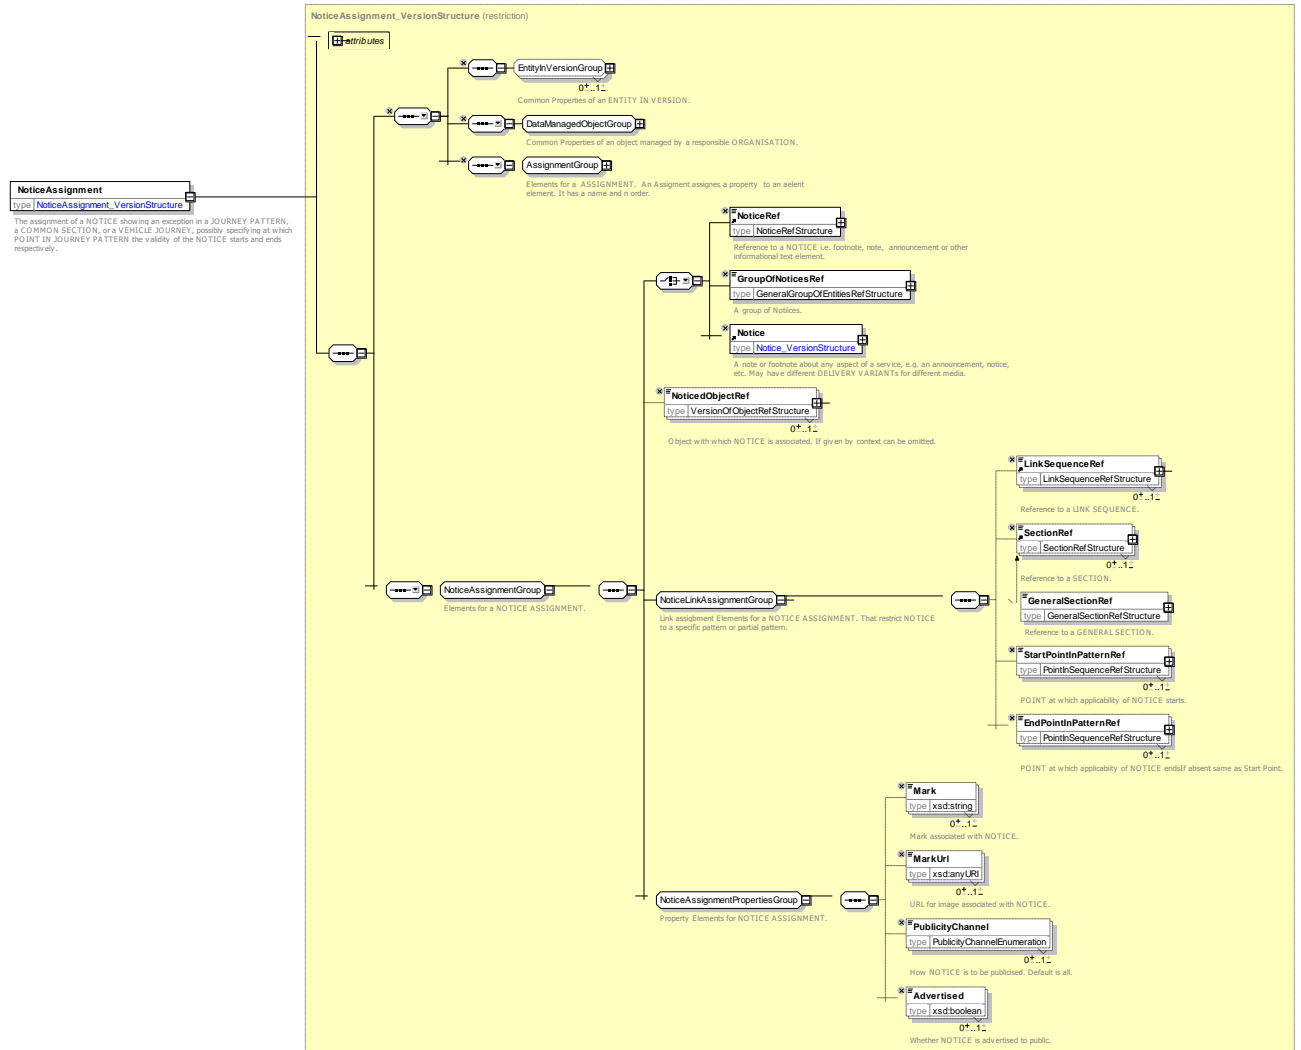 NoticeAssignment_VersionStructure (restriction)
attributes
EntityInVersionGroup
0..1
Common Properties of an ENTITY IN VERSION.
DataManagedObjectGroup
Common Properties of an object managed by a responsible ORGANISATION.
AssignmentGroup
Elements for a ASSIGNMENT. An Assigment assignes a property to an aelent
element. It has a name and n order.
NoticeAssignment
type NoticeAssignment_VersionStructure
The assignment of a NOTICE showing an exception in a JOURNEY PATTERN,
a COMMON SECTION, or a VEHICLE JOURNEY, possibly specifying at which
POINT IN JOURNEY PATTERN the validity of the NOTICE starts and ends
respectively.
NoticeRef
type NoticeRefStructure
Reference to a NOTICE i.e. footnote, note, announcement or other
informational text element.
GroupOfNoticesRef
type GeneralGroupOfEntitiesRefStructure
A group of Notiices.
Notice
type Notice_VersionStructure
A note or footnote about any aspect of a service, e.g. an announcement, notice,
etc. May have different DELIVERY VARIANTs for different media.
NoticedObjectRef
type VersionOfObjectRefStructure
0..1
Object with which NOTICE is associated. If given by context can be omitted.
LinkSequenceRef
type LinkSequenceRefStructure
0..1
Reference to a LINK SEQUENCE.
SectionRef
type SectionRefStructure
0..1
Reference to a SECTION.
NoticeAssignmentGroup
Elements for a NOTICE ASSIGNMENT.
NoticeLinkAssignmentGroup
Link assigbment Elements for a NOTICE ASSIGNMENT. That restrict NOTICE
to a specific pattern or partial pattern.
GeneralSectionRef
type GeneralSectionRefStructure
Reference to a GENERAL SECTION.
StartPointInPatternRef
type PointInSequenceRefStructure
0..1
POINT at which applicability of NOTICE starts.
EndPointInPatternRef
type PointInSequenceRefStructure
0..1
POINT at which applicabiity of NOTICE endsIf absent same as Start Point.
Mark
type xsd:string
0..1
Mark associated with NOTICE.
MarkUrl
type xsd:anyURI
0..1
URL for image associated with NOTICE.
NoticeAssignmentPropertiesGroup
Property Elements for NOTICE ASSIGNMENT.
PublicityChannel
type PublicityChannelEnumeration
0..1
How NOTICE is to be publicised. Default is all.
Advertised
type xsd:boolean
0..1
Whether NOTICE is advertised to public.